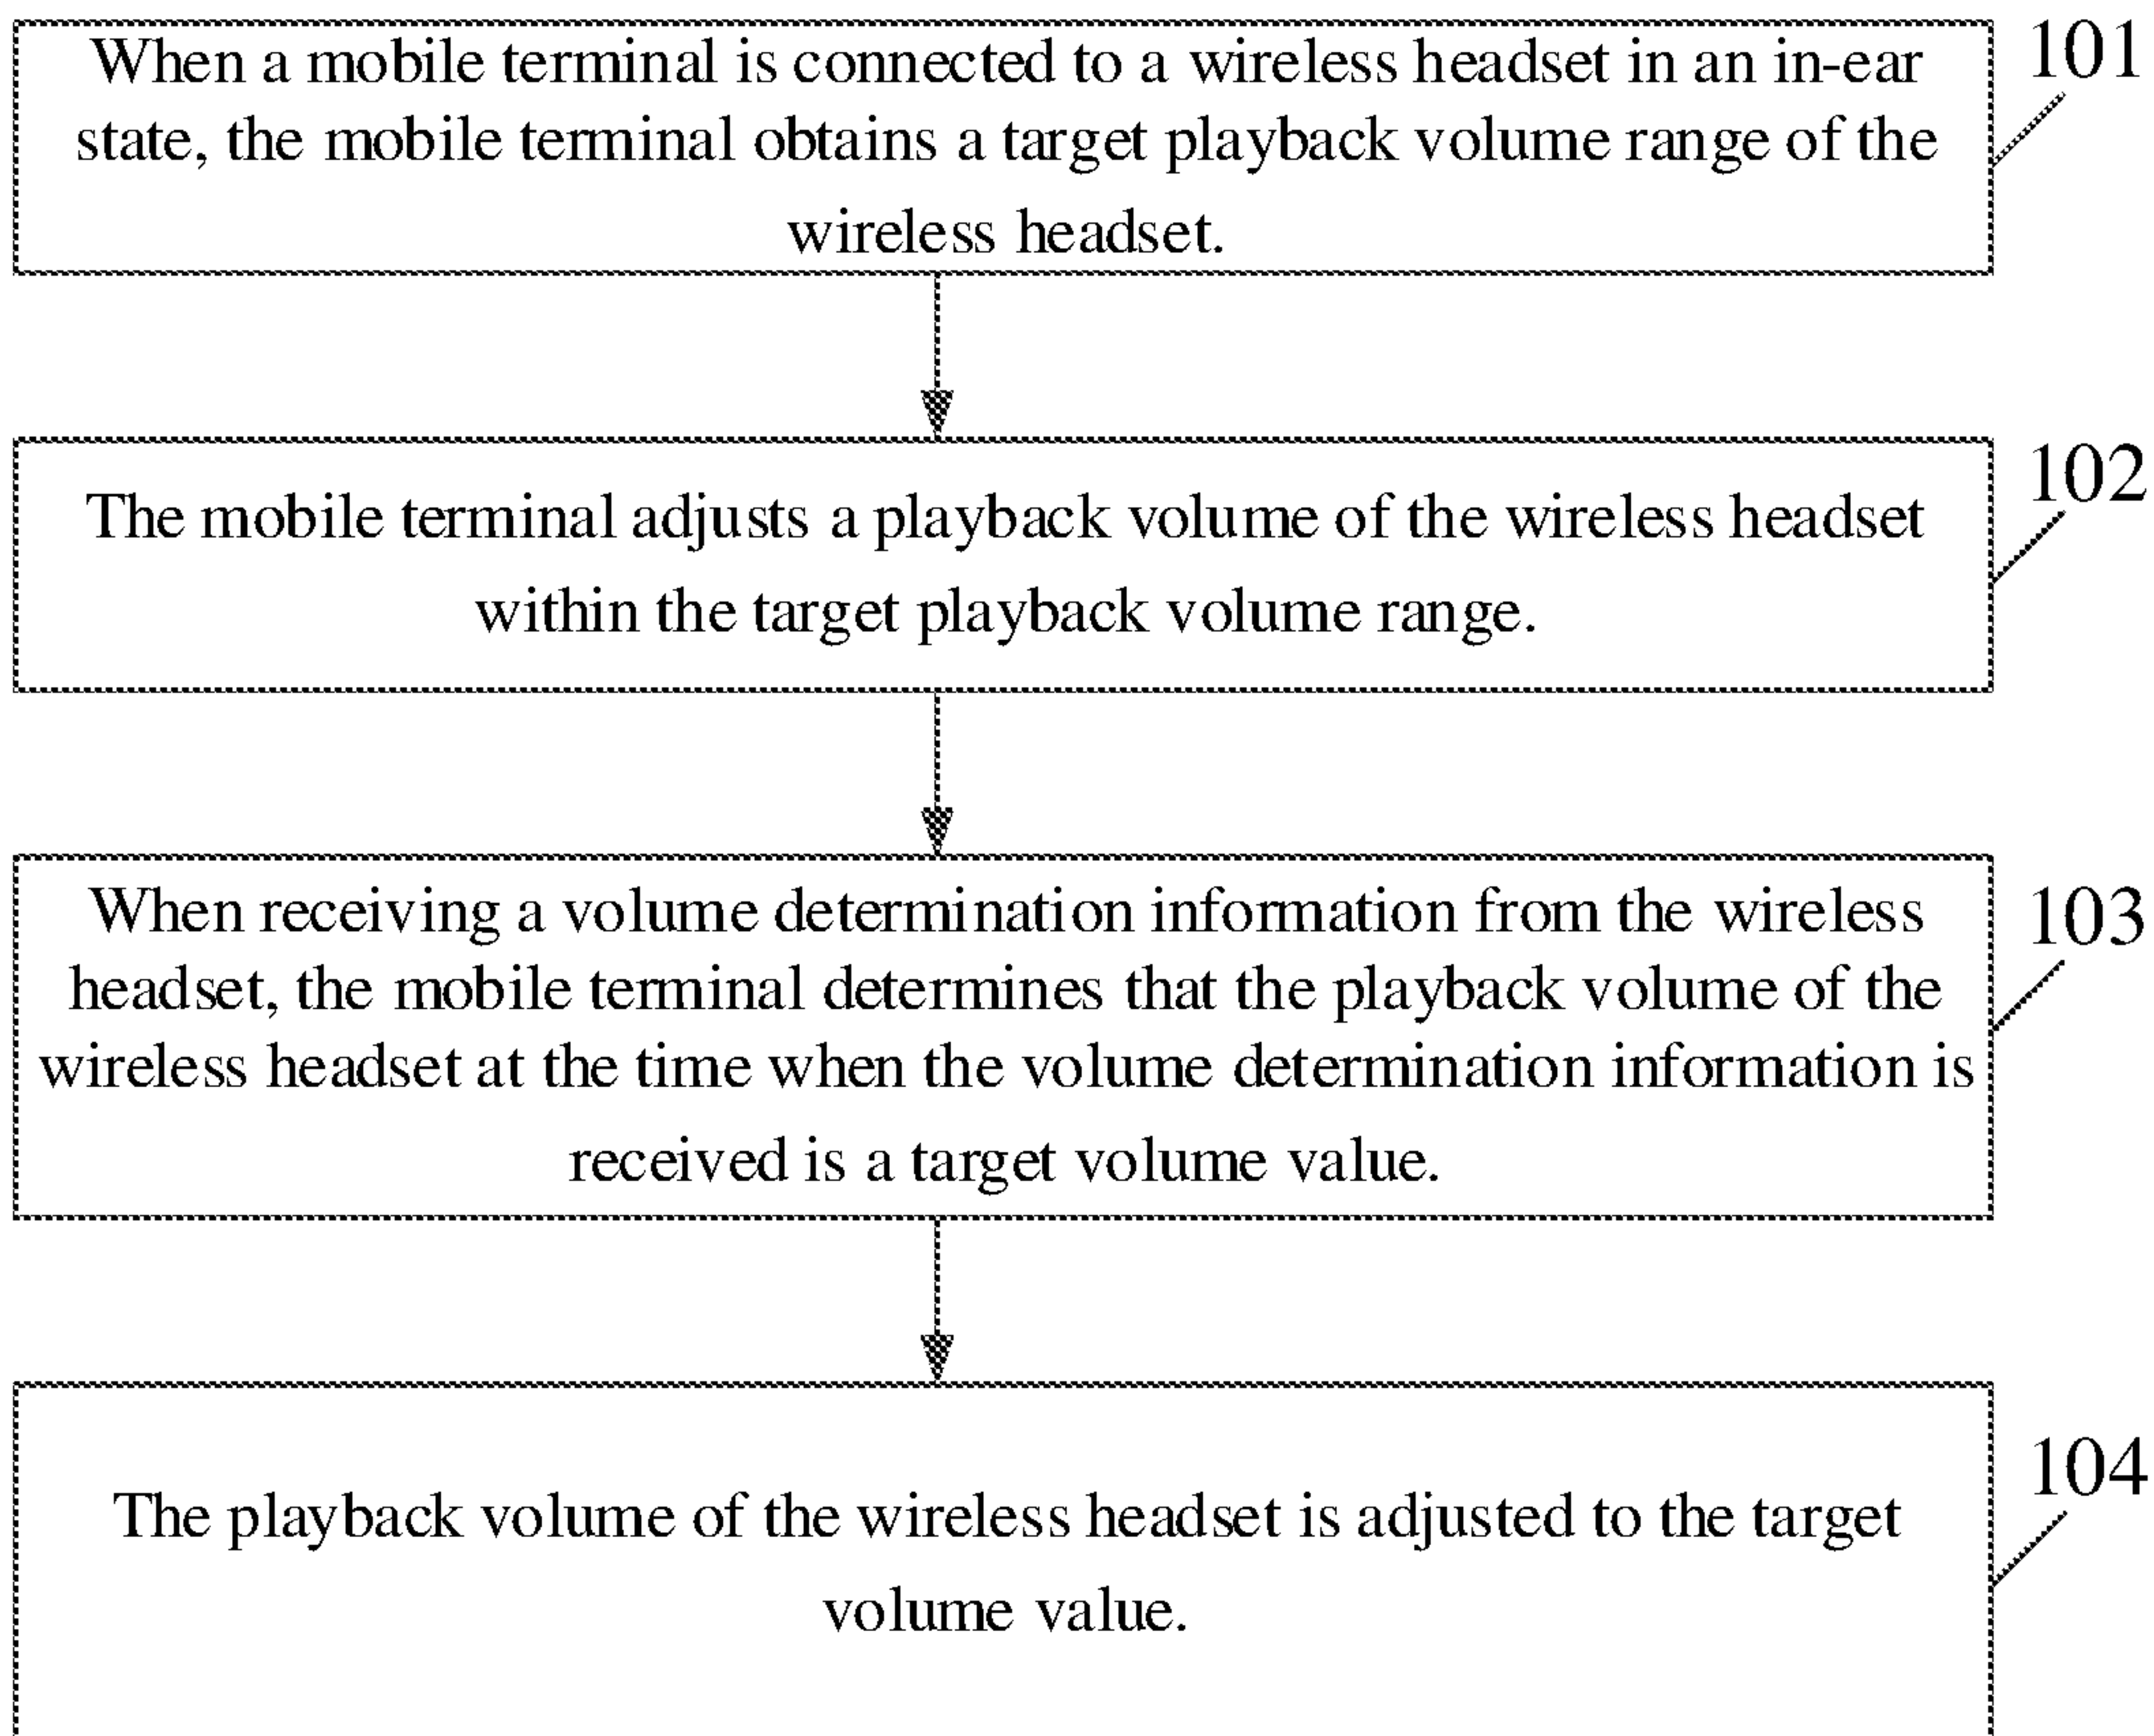 When a mobile terminal is connected to a wireless headset in an in-ear
state, the mobile terminal obtains a target playback volume range of the
wireless headset.
101
The mobile terminal adjusts a playback volume of the wireless headset
within the target playback volume range.
102
When receiving a volume determination information from the wireless
headset, the mobile terminal determines that the playback volume of the
wireless headset at the time when the volume determination information is
received is a target volume value.
103
The playback volume of the wireless headset is adjusted to the target
volume value.
104